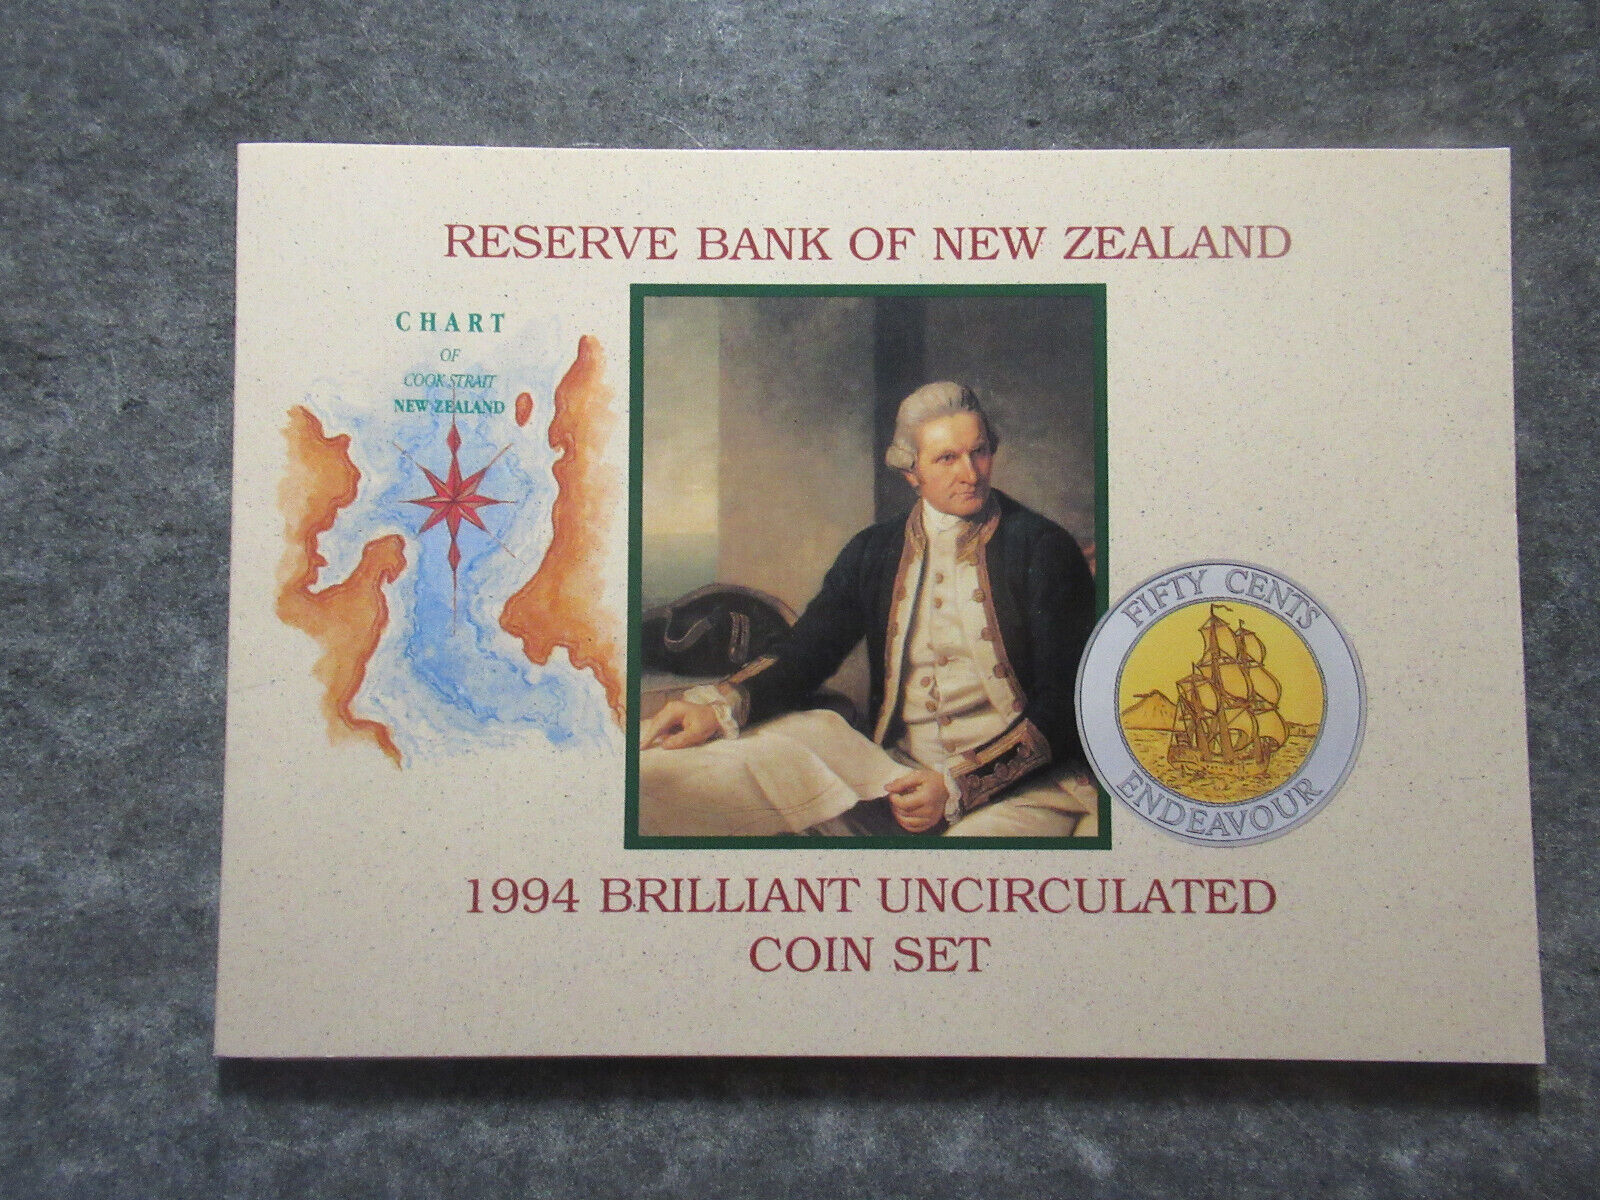 RESERVE BANK OF NEW ZEALAND
CHART
OF
COOK STRAIT
NEW ZEALAND
FIFTY CENTS
ENDEAVOUR
1994 BRILLIANT UNCIRCULATED
COIN SET